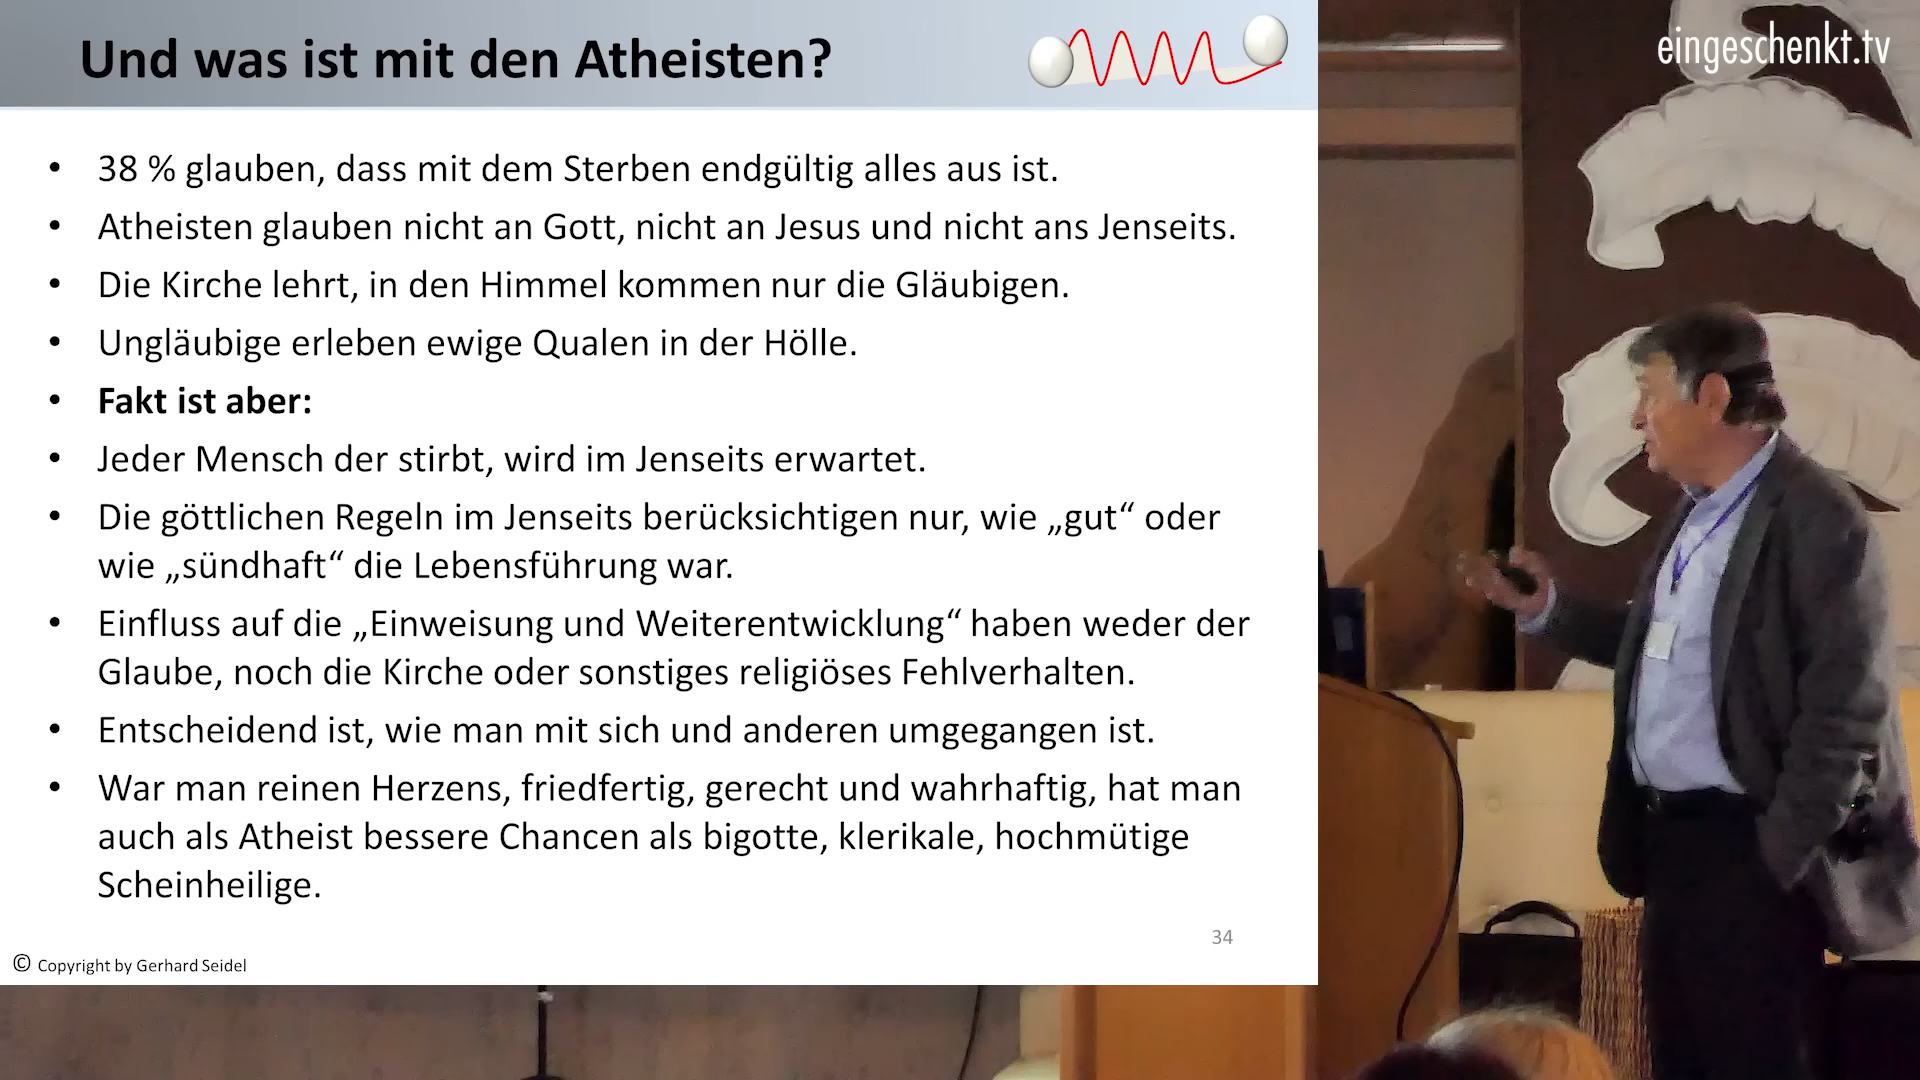 Und was ist mit den Atheisten?
eingeschenkt.tv
• 38 % glauben, dass mit dem Sterben endgültig alles aus ist.
• Atheisten glauben nicht an Gott, nicht an Jesus und nicht ans Jenseits.
• Die Kirche lehrt, in den Himmel kommen nur die Gläubigen.
• Ungläubige erleben ewige Qualen in der Hölle.
• Fakt ist aber:
• Jeder Mensch der stirbt, wird im Jenseits erwartet.
• Die göttlichen Regeln im Jenseits berücksichtigen nur, wie „gut“ oder
wie „sündhaft“ die Lebensführung war.
• Einfluss auf die „Einweisung und Weiterentwicklung“ haben weder der
Glaube, noch die Kirche oder sonstiges religiöses Fehlverhalten.
• Entscheidend ist, wie man mit sich und anderen umgegangen ist.
• War man reinen Herzens, friedfertig, gerecht und wahrhaftig, hat man
auch als Atheist bessere Chancen als bigotte, klerikale, hochmütige
Scheinheilige.
34
© Copyright by Gerhard Seidel